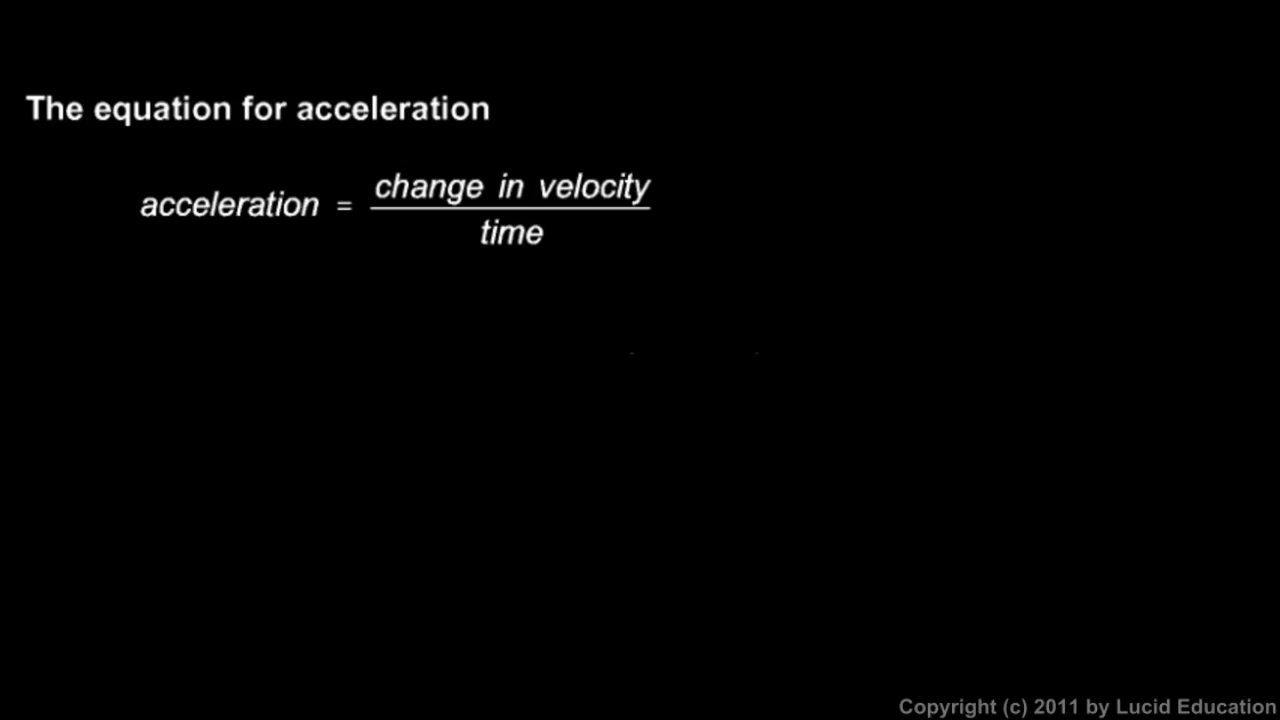 The equation for acceleration
acceleration = change in velocity
time
Copyright (c) 2011 by Lucid Education